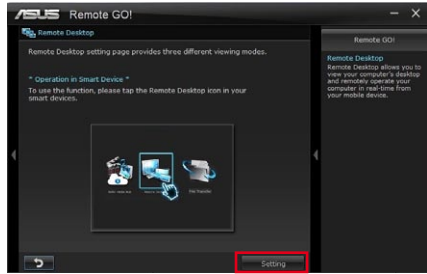 ASUS Remote GO!
Remote Desktop
Remote Desktop setting page provides three different viewing modes.
* Operation in Smart Device *
To use the function, please tap the Remote Desktop icon in your
smart devices.
File Transfer
Setting
Remote GO!
Remote Desktop
Remote Desktop allows you to
view your computer's desktop
and remotely operate your
computer in real-time from
your mobile device.